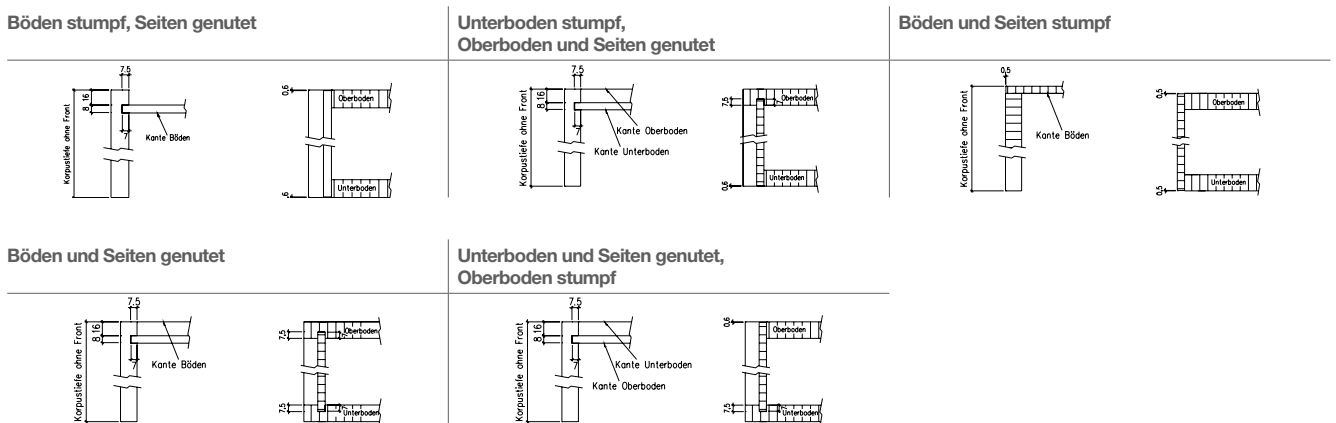 Böden stumpf, Seiten genutet
7.5
8 16
Korpustiefe ohne Front
7
Kante Böden
0,6
Oberboden
Unterboden
,6
Unterboden stumpf,
Oberboden und Seiten genutet
7.5
8 16
Korpustiefe ohne Front
7
Kante Oberboden
Kante Unterboden
7,5
7
Oberboden
Unterboden
0,6
Böden und Seiten stumpf
0,5
Korpustiefe ohne Front
Kante Böden
0,5
Oberboden
Unterboden
0,5
Böden und Seiten genutet
7.5
8 16
Korpustiefe ohne Front
7
Kante Böden
7,5
7
Oberboden
7,5
7
Unterboden
Unterboden und Seiten genutet,
Oberboden stumpf
7.5
8 16
Korpustiefe ohne Front
7
Kante Unterboden
Kante Oberboden
0,6
Oberboden
7,5
7
Unterboden